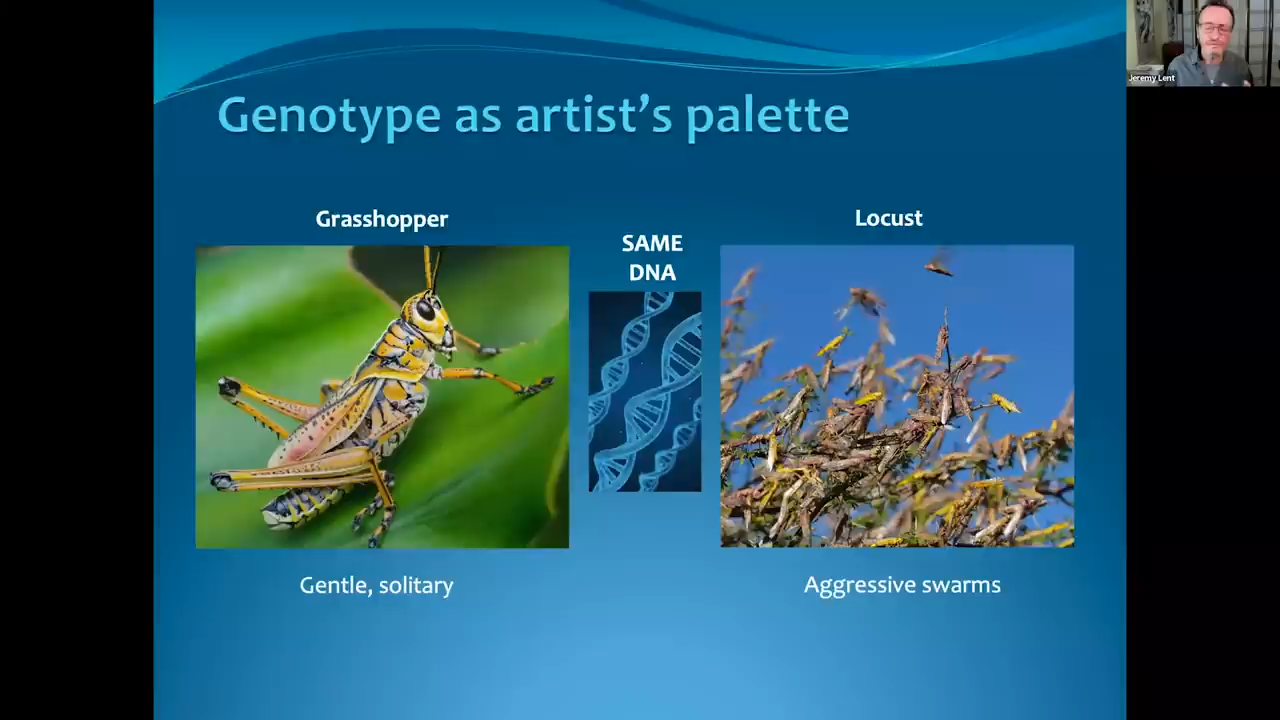 Genotype as artist's palette
Grasshopper
SAME
DNA
Locust
Gentle, solitary
Aggressive swarms
Jeremy Lent